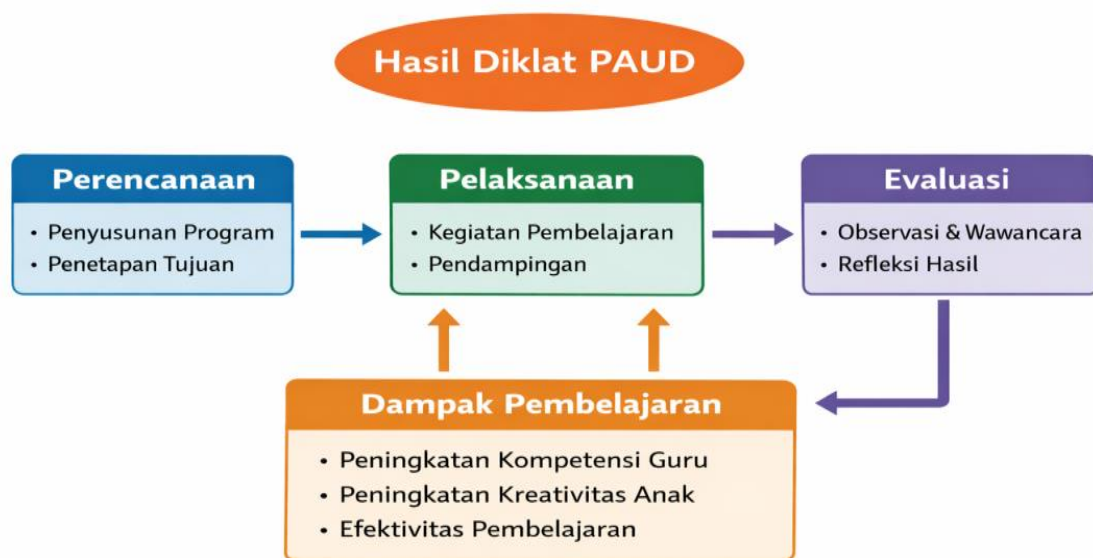 Hasil Diklat PAUD
Perencanaan
• Penyusunan Program
• Penetapan Tujuan
Pelaksanaan
• Kegiatan Pembelajaran
• Pendampingan
Evaluasi
• Observasi & Wawancara
• Refleksi Hasil
Dampak Pembelajaran
• Peningkatan Kompetensi Guru
• Peningkatan Kreativitas Anak
• Efektivitas Pembelajaran